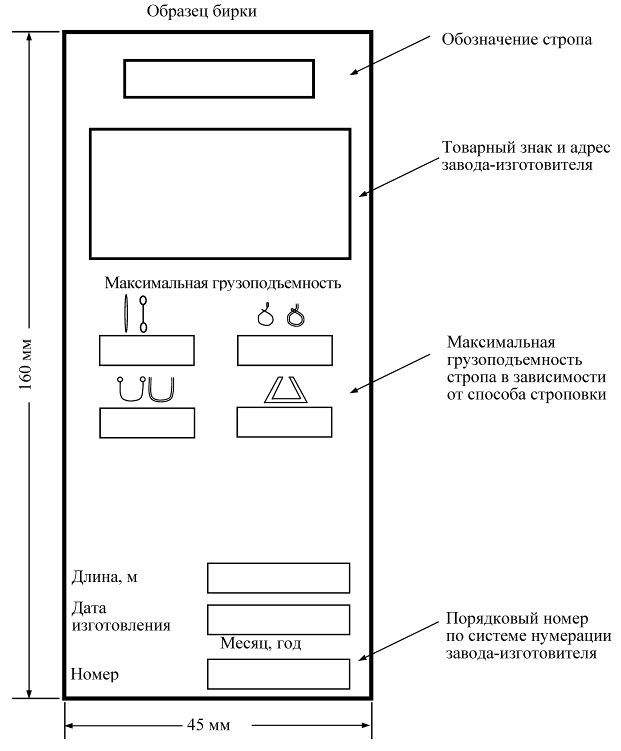 Образец бирки
Обозначение стропа
Товарный знак и адрес
завода-изготовителя
Максимальная грузоподъемность
160 мм
Максимальная
грузоподъемность
стропа в зависимости
от способа строповки
Длина, м
Дата
изготовления
Месяц, год
Номер
Порядковый номер
по системе нумерации
завода-изготовителя
45 мм